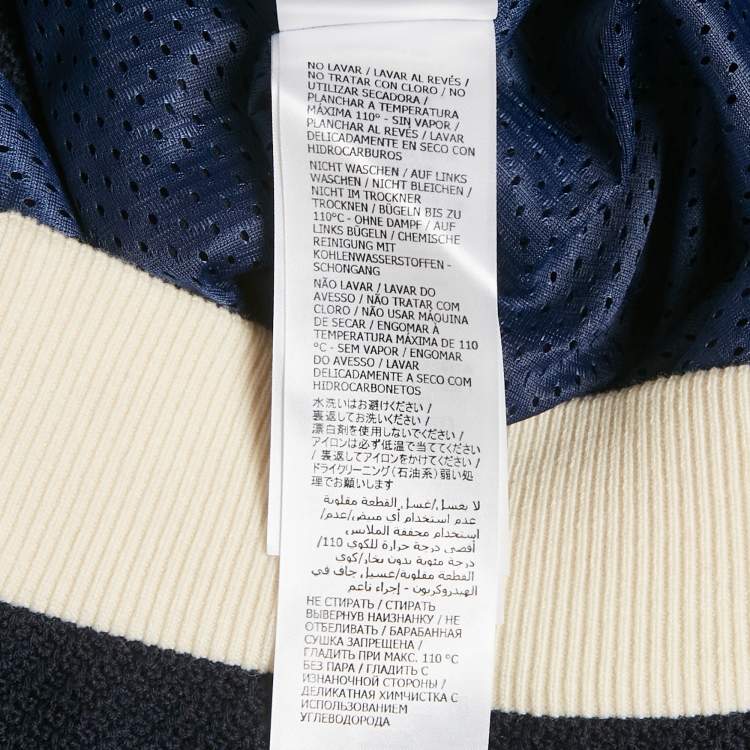 NO LAVAR / LAVAR AL REVÉS /
NO TRATAR CON CLORO / NO
UTILIZAR SECADORA /
PLANCHAR A TEMPERATURA
MÁXIMA 110° - SIN VAPOR /
PLANCHAR AL REVÉS / LAVAR
DELICADAMENTE EN SECO CON
HIDROCARBUROS
NICHT WASCHEN / AUF LINKS
WASCHEN / NICHT BLEICHEN /
NICHT IM TROCKNER
TROCKNEN / BÜGELN BIS ZU
110°C - OHNE DAMPF / AUF
LINKS BÜGELN / CHEMISCHE
REINIGUNG MIT
KOHLENWASSERSTOFFEN -
SCHONGANG
NÃO LAVAR / LAVAR DO
AVESSO / NÃO TRATAR COM
CLORO / NÃO USAR MÁQUINA
DE SECAR / ENGOMAR À
TEMPERATURA MÁXIMA DE 110
°C - SEM VAPOR / ENGOMAR
DO AVESSO / LAVAR
DELICADAMENTE A SECO COM
HIDROCARBONETOS
水洗いはお避けください /
裏返してお洗いください /
漂白剤を使用しないでください /
アイロンは必ず低温で当ててください
/ 裏返してアイロンをかけてください /
ドライクリーニング（石油系）弱い処
理でお願いします
لا يغسل/غسل القطعة مقلوبة
عدم استخدام أي مبيض/عدم/
استخدام مجففة الملابس
أقصى درجة حرارة للكوي 110/
درجة مئوية بدون بخار/كوي
القطعة مقلوبة/غسيل جاف في
الهيدروكربون - إجراء ناعم
НЕ СТИРАТЬ / СТИРАТЬ
ВЫВЕРНУВ НАИЗНАНКУ / НЕ
ОТБЕЛИВАТЬ / БАРАБАННАЯ
СУШКА ЗАПРЕЩЕНА /
ГЛАДИТЬ ПРИ МАКС. 110 °C
БЕЗ ПАРА / ГЛАДИТЬ С
ИЗНАНОЧНОЙ СТОРОНЫ /
ДЕЛИКАТНАЯ ХИМЧИСТКА С
ИСПОЛЬЗОВАНИЕМ
УГЛЕВОДОРОДА